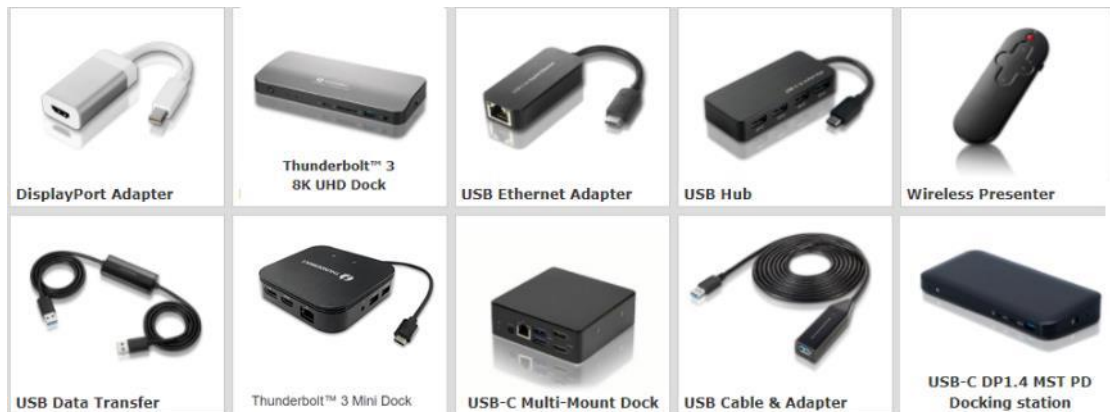 DisplayPort Adapter
Thunderbolt™ 3
8K UHD Dock
USB Ethernet Adapter
USB Hub
Wireless Presenter
USB Data Transfer
Thunderbolt™ 3 Mini Dock
USB-C Multi-Mount Dock
USB Cable & Adapter
USB-C DP1.4 MST PD
Docking station